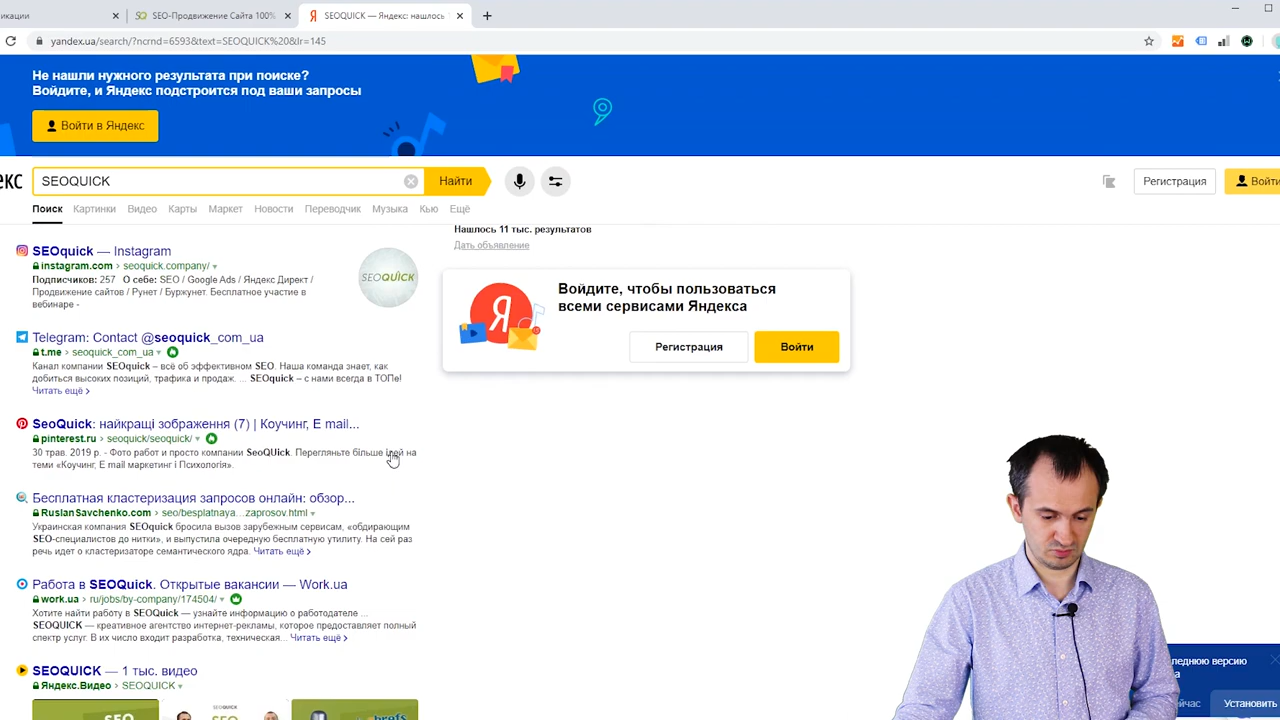 икации
SEO-Продвижение Сайта 100%
SEOQUICK — Яндекс: нашлось
yandex.ua/search/?ncrnd=6593&text=SEOQUICK%20&lr=145
Не нашли нужного результата при поиске?
Войдите, и Яндекс подстроится под ваши запросы
Войти в Яндекс
екс
SEOQUICK
Найти
Регистрация
Войти
Поиск Картинки Видео Карты Маркет Новости Переводчик Музыка Кью Ещё
Нашлось 11 тыс. результатов
Дать объявление
SEOquick — Instagram
instagram.com › seoquick.company/
Подписчиков: 257 О себе: SEO / Google Ads / Яндекс Директ /
Продвижение сайтов / Рунет / Буржунет. Бесплатное участие в
вебинаре -
SEOQUICK
Войдите, чтобы пользоваться
всеми сервисами Яндекса
Регистрация
Войти
Telegram: Contact @seoquick_com_ua
t.me › seoquick_com_ua
Канал компании SEOquick – всё об эффективном SEO. Наша команда знает, как
добиться высоких позиций, трафика и продаж. ... SEOquick – с нами всегда в ТОПе!
Читать ещё ›
SeoQuick: найкращі зображення (7) | Коучинг, E mail...
pinterest.ru › seoquick/seoquick/
30 трав. 2019 р. - Фото работ и просто компании SeoQUick. Перегляньте більше ідей на
теми «Коучинг, E mail маркетинг і Психологія».
Бесплатная кластеризация запросов онлайн: обзор...
RuslanSavchenko.com › seo/besplatnaya...zaprosov.html
Украинская компания SEOquick бросила вызов зарубежным сервисам, «обдирающим
SEO-специалистов до нитки», и выпустила очередную бесплатную утилиту. На сей раз
речь идет о кластеризаторе семантического ядра. Читать ещё ›
Работа в SEOQuick. Открытые вакансии — Work.ua
work.ua › ru/jobs/by-company/174504/
Хотите найти работу в SEOQuick — узнайте информацию о работодателе ...
SEOQUICK — креативное агентство интернет-рекламы, которое предоставляет полный
спектр услуг. В их число входит разработка, техническая... Читать ещё ›
SEOQUICK — 1 тыс. видео
Яндекс.Видео › SEOQUICK
SEO
SEOQUICK
SEO
hrefs
следнюю версию
а
йчас
Установить